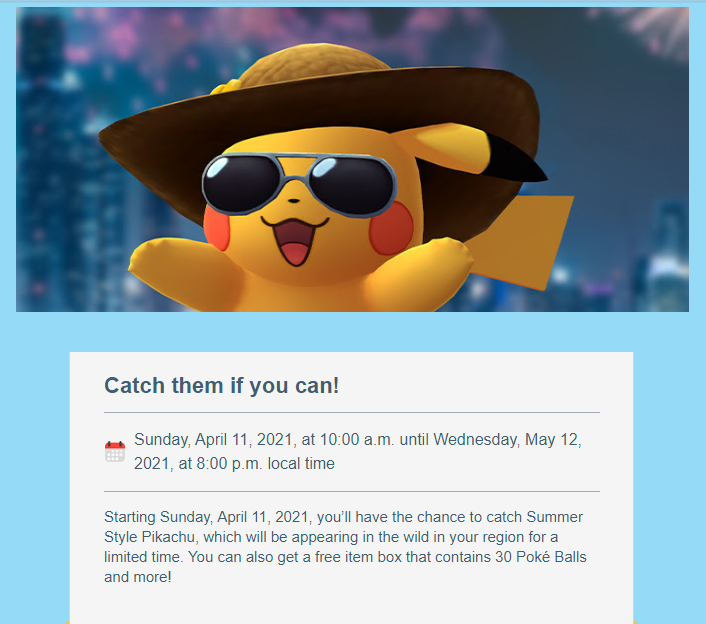 Catch them if you can!
Sunday, April 11, 2021, at 10:00 a.m. until Wednesday, May 12,
2021, at 8:00 p.m. local time
Starting Sunday, April 11, 2021, you’ll have the chance to catch Summer
Style Pikachu, which will be appearing in the wild in your region for a
limited time. You can also get a free item box that contains 30 Poké Balls
and more!